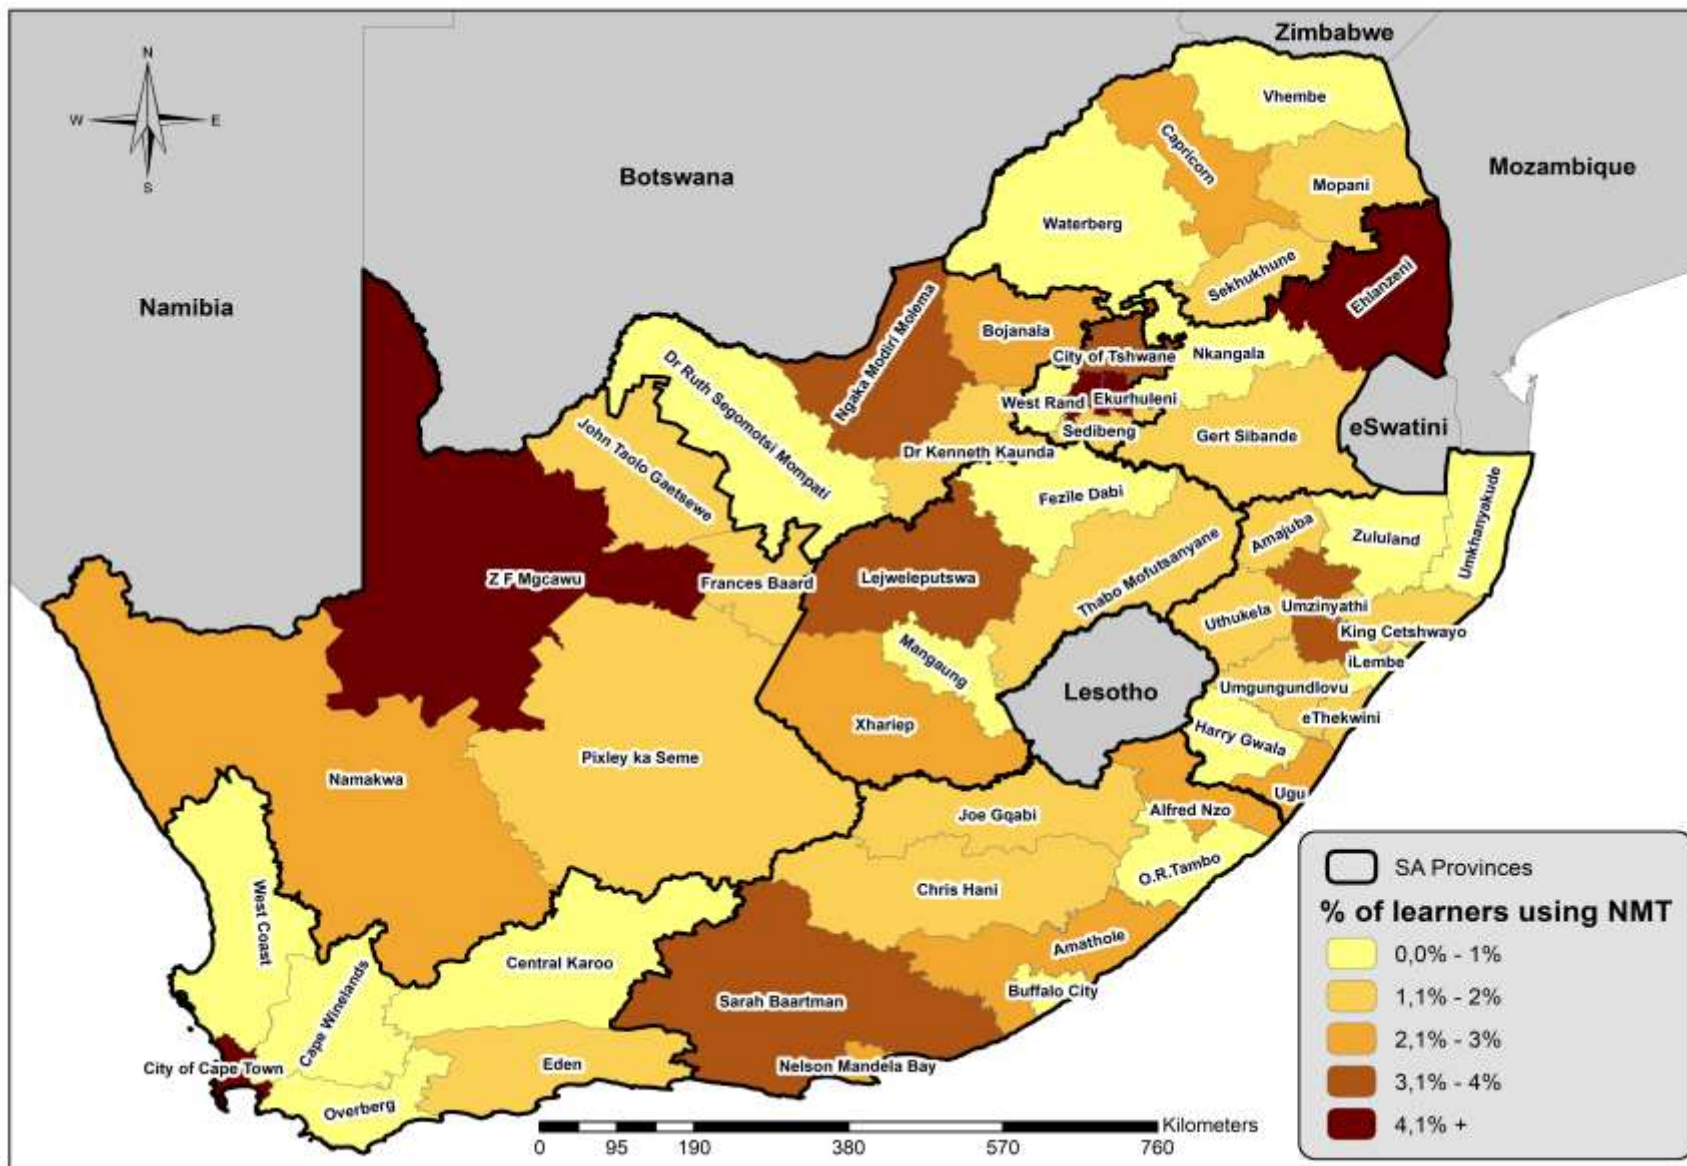 Zimbabwe
N
W
E
S
Vhembe
Capricorn
Mozambique
Botswana
Mopani
Waterberg
Sekhukhune
Ehlanzeni
Namibia
Ngaka Modiri Molema
Bojanala
City of Tshwane
Nkangala
Dr Ruth Segomotsi Mompati
West Rand
Ekurhuleni
eSwatini
Sedibeng
Gert Sibande
John Taolo Gaetsewe
Dr Kenneth Kaunda
Fezile Dabi
Umkhanyakude
Amajuba
Zululand
Z F Mgcawu
Frances Baard
Lejweleputswa
Thabo Mofutsanyane
Uthukela
Umzinyathi
King Cetshwayo
Mangaung
iLembe
Lesotho
Umgungundlovu
Xhariep
eThekwini
Harry Gwala
Pixley ka Seme
Namakwa
Ugu
Joe Gqabi
Alfred Nzo
O.R.Tambo
Chris Hani
West Coast
Amathole
Central Karoo
Buffalo City
Sarah Baartman
Cape Winelands
City of Cape Town
Eden
Nelson Mandela Bay
Overberg
SA Provinces
% of learners using NMT
0,0% - 1%
1,1% - 2%
2,1% - 3%
3,1% - 4%
4,1% +
Kilometers
0 95 190 380 570 760